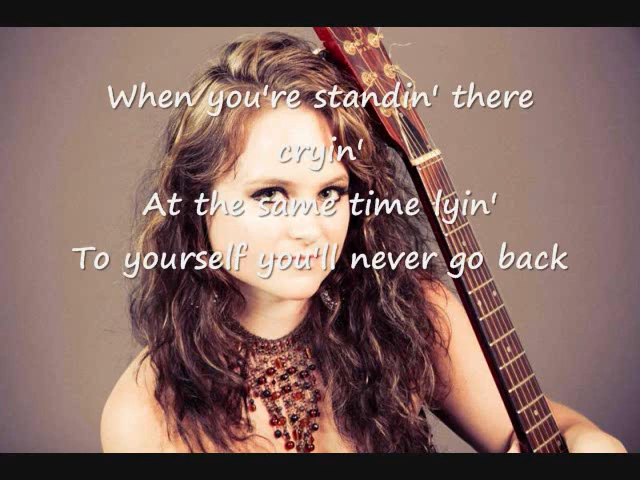 When you're standin' there
cryin'
At the same time lyin'
To yourself you'll never go back